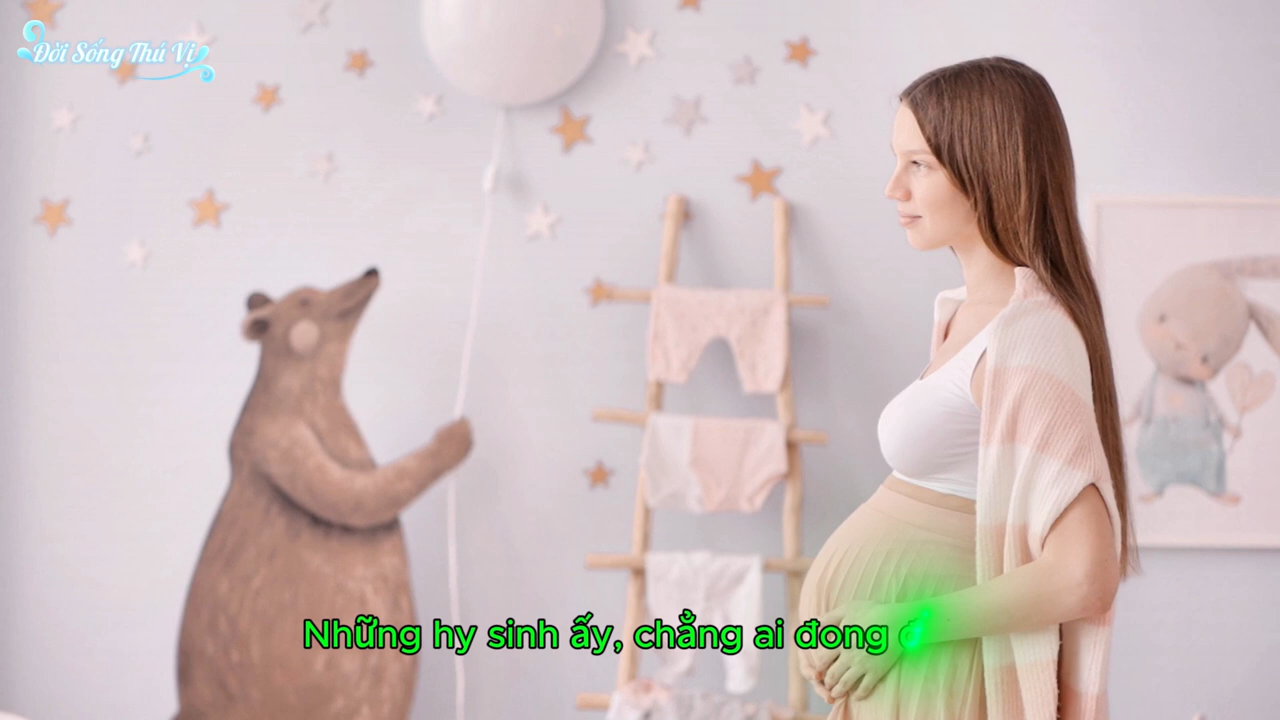 Đời Sống Thú Vị
Những hy sinh ấy, chẳng ai đong